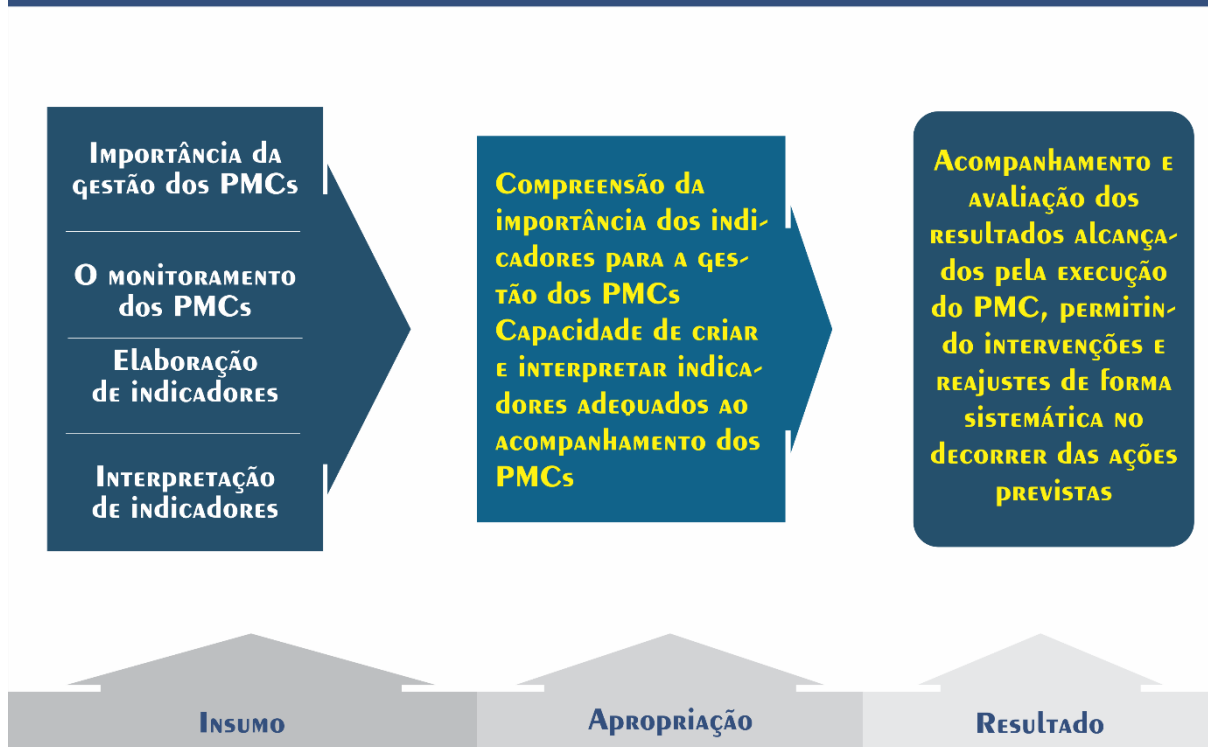 Importância da
gestão dos PMCs
O monitoramento
dos PMCs
Elaboração
de indicadores
Interpretação
de indicadores
Compreensão da
importância dos indi-
cadores para a ges-
tão dos PMCs
Capacidade de criar
e interpretar indica-
dores adequados ao
acompanhamento dos
PMCs
Acompanhamento e
avaliação dos
resultados alcança-
dos pela execução
do PMC, permitin-
do intervenções e
reajustes de forma
sistemática no
decorrer das ações
previstas
Insumo
Apropriação
Resultado